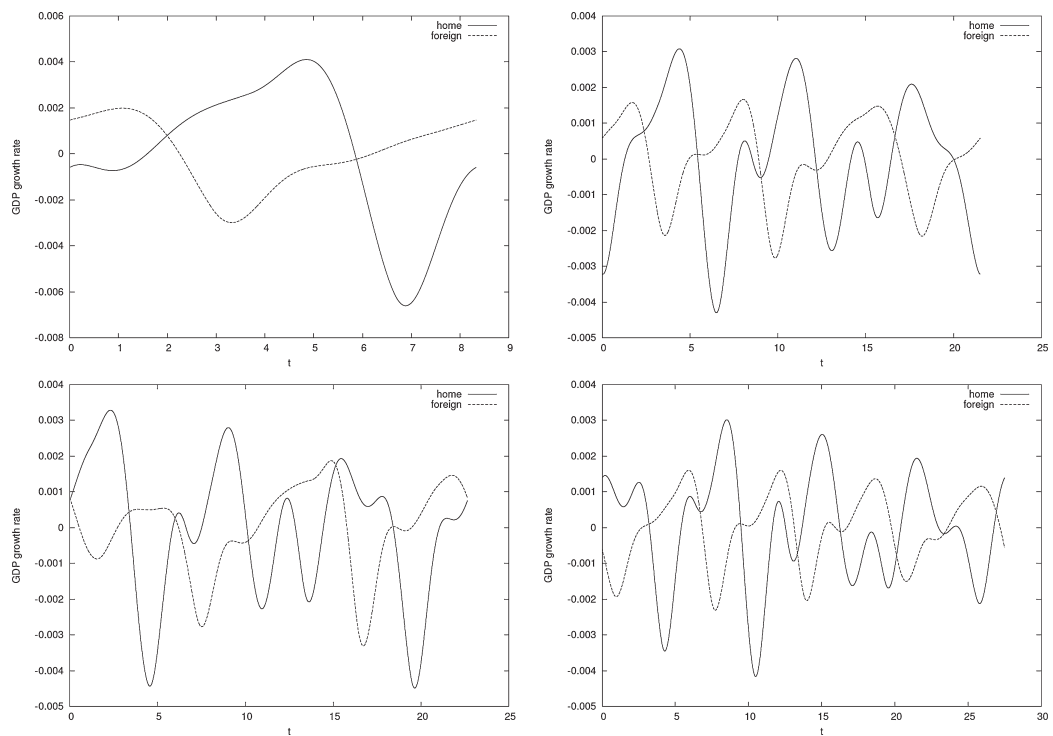 0.006
0.004
0.002
0
-0.002
-0.004
-0.006
-0.008
GDP growth rate
home
foreign
0 1 2 3 4 5 6 7 8 9
t
0.004
0.003
0.002
0.001
0
-0.001
-0.002
-0.003
-0.004
-0.005
GDP growth rate
home
foreign
0 5 10 15 20 25
t
0.004
0.003
0.002
0.001
0
-0.001
-0.002
-0.003
-0.004
-0.005
GDP growth rate
home
foreign
0 5 10 15 20 25
t
0.004
0.003
0.002
0.001
0
-0.001
-0.002
-0.003
-0.004
-0.005
GDP growth rate
home
foreign
0 5 10 15 20 25 30
t